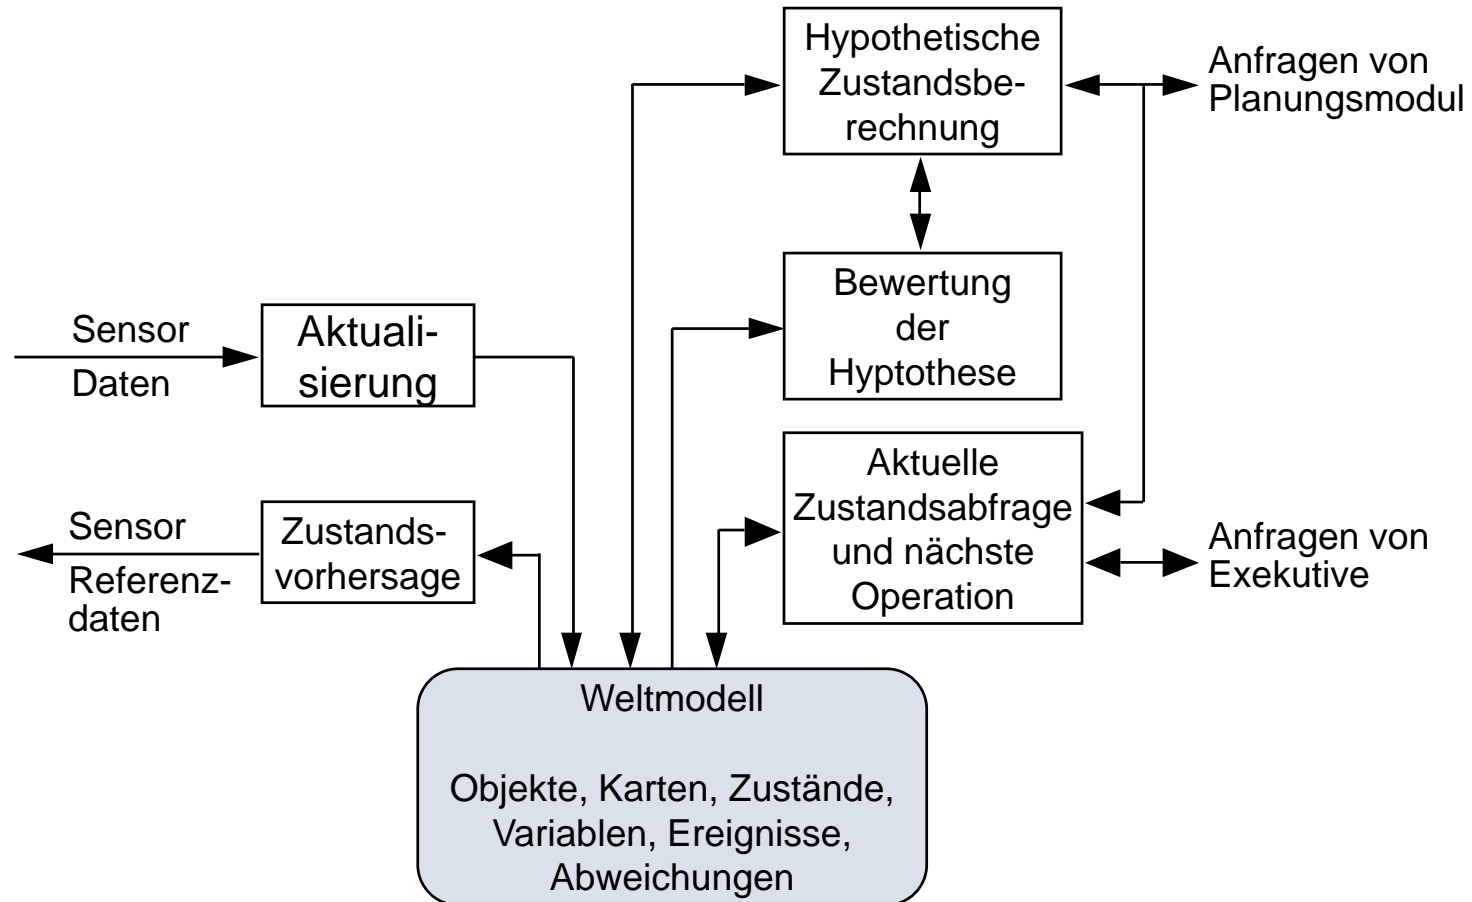 Hypothetische
Zustandsbe-
rechnung
Anfragen von
Planungsmodul
Bewertung
der
Hyptothese
Sensor
Daten
Aktuali-
sierung
Aktuelle
Zustandsabfrage
und nächste
Operation
Sensor
Referenz-
daten
Zustands-
vorhersage
Anfragen von
Exekutive
Weltmodell
Objekte, Karten, Zustände,
Variablen, Ereignisse,
Abweichungen